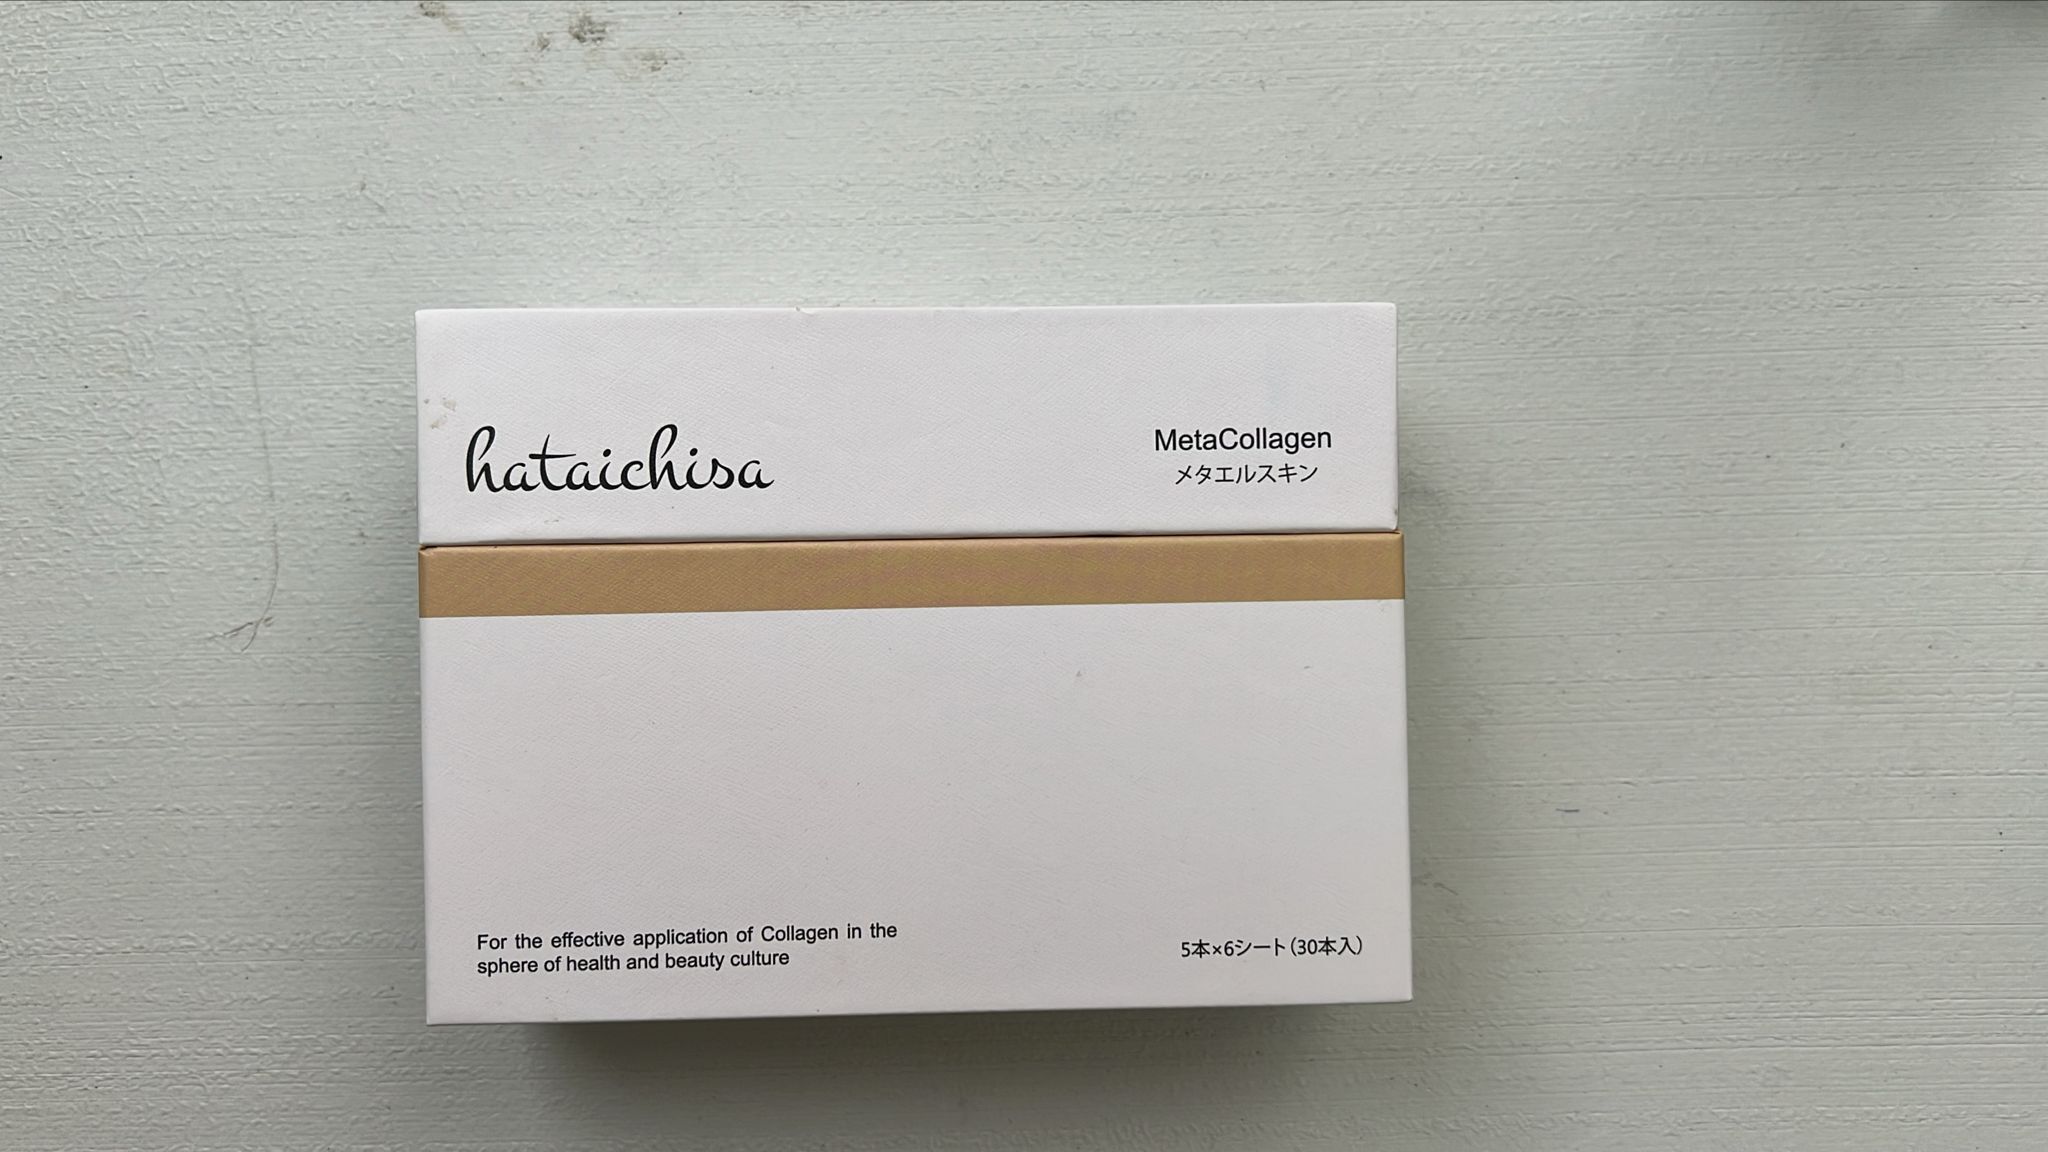 hataichisa
MetaCollagen
メタエルスキン
For the effective application of Collagen in the
sphere of health and beauty culture
5本×6シート(30本入)